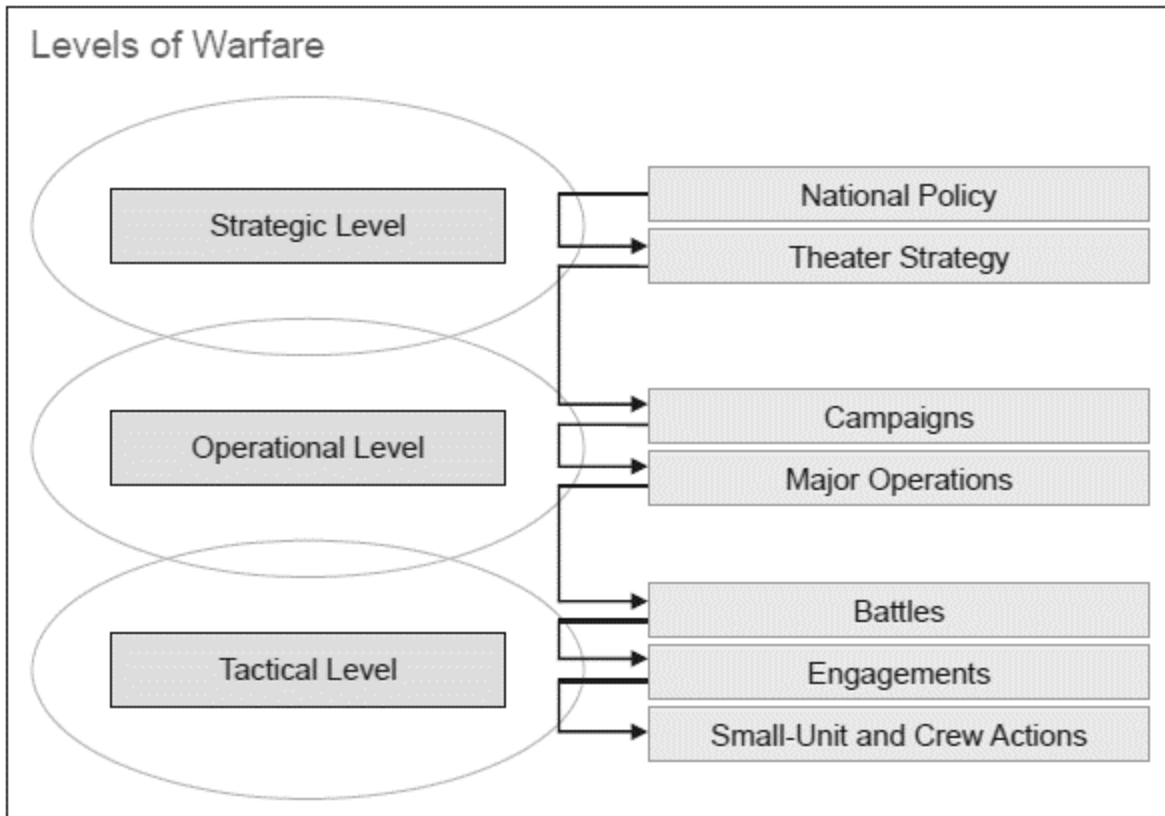 Levels of Warfare
Strategic Level
National Policy
Theater Strategy
Operational Level
Campaigns
Major Operations
Tactical Level
Battles
Engagements
Small-Unit and Crew Actions